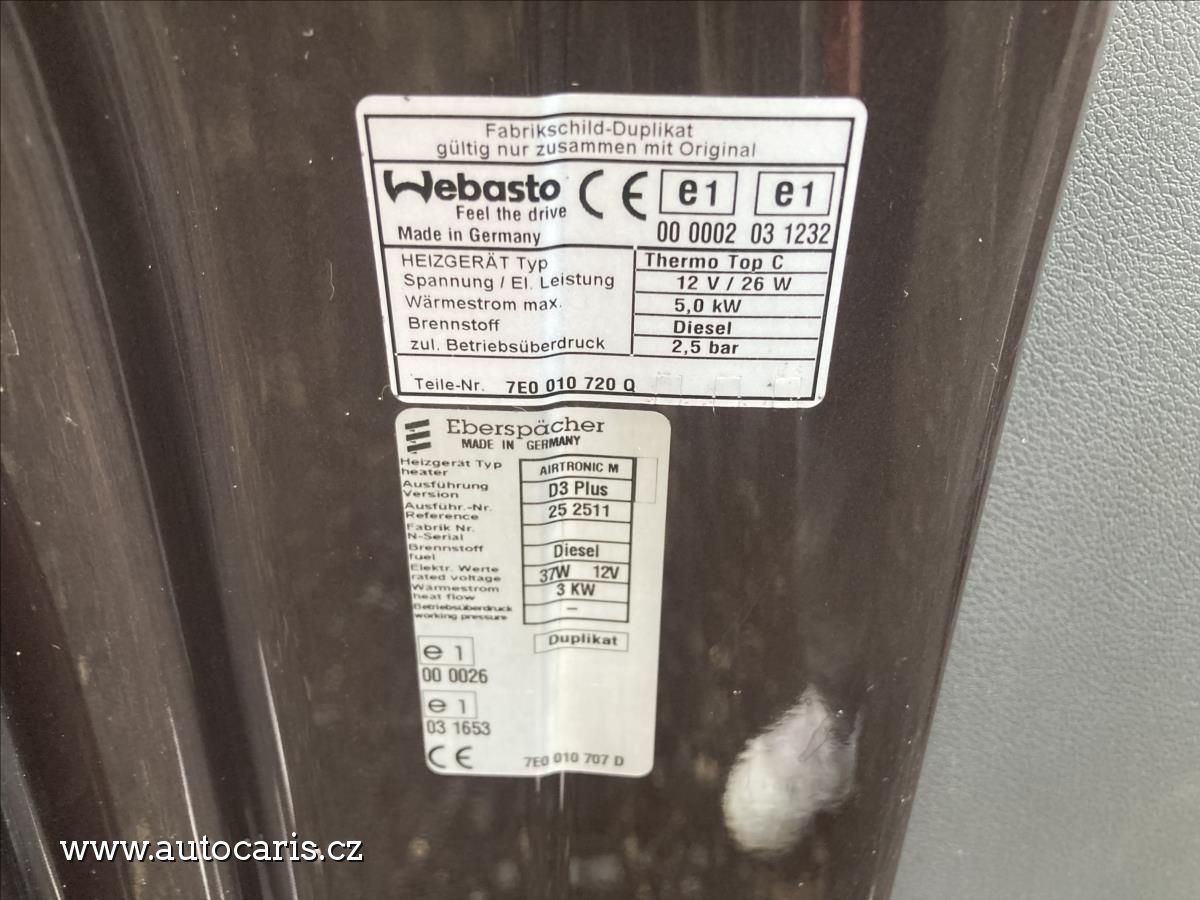 Fabrikschild-Duplikat
gültig nur zusammen mit Original
Webasto CE e1 e1
Feel the drive
Made in Germany 00 0002 03 1232
HEIZGERÄT Typ Thermo Top C
Spannung / El. Leistung 12 V / 26 W
Wärmestrom max. 5,0 kW
Brennstoff Diesel
zul. Betriebsüberdruck 2,5 bar
Teile-Nr. 7E0 010 720 Q
Eberspächer
MADE IN GERMANY
Heizgerät Typ AIRTRONIC M
heater
Ausführung D3 Plus
Version
Ausführ.-Nr. 25 2511
Reference
Fabrik Nr.
N-Serial
Brennstoff Diesel
fuel
Elektr. Werte 37W 12V
rated voltage
Wärmestrom 3 KW
heat flow
Betriebsüberdruck –
working pressure
Duplikat
e 1
00 0026
e 1
03 1653
CE 7E0 010 707 D
www.autocaris.cz